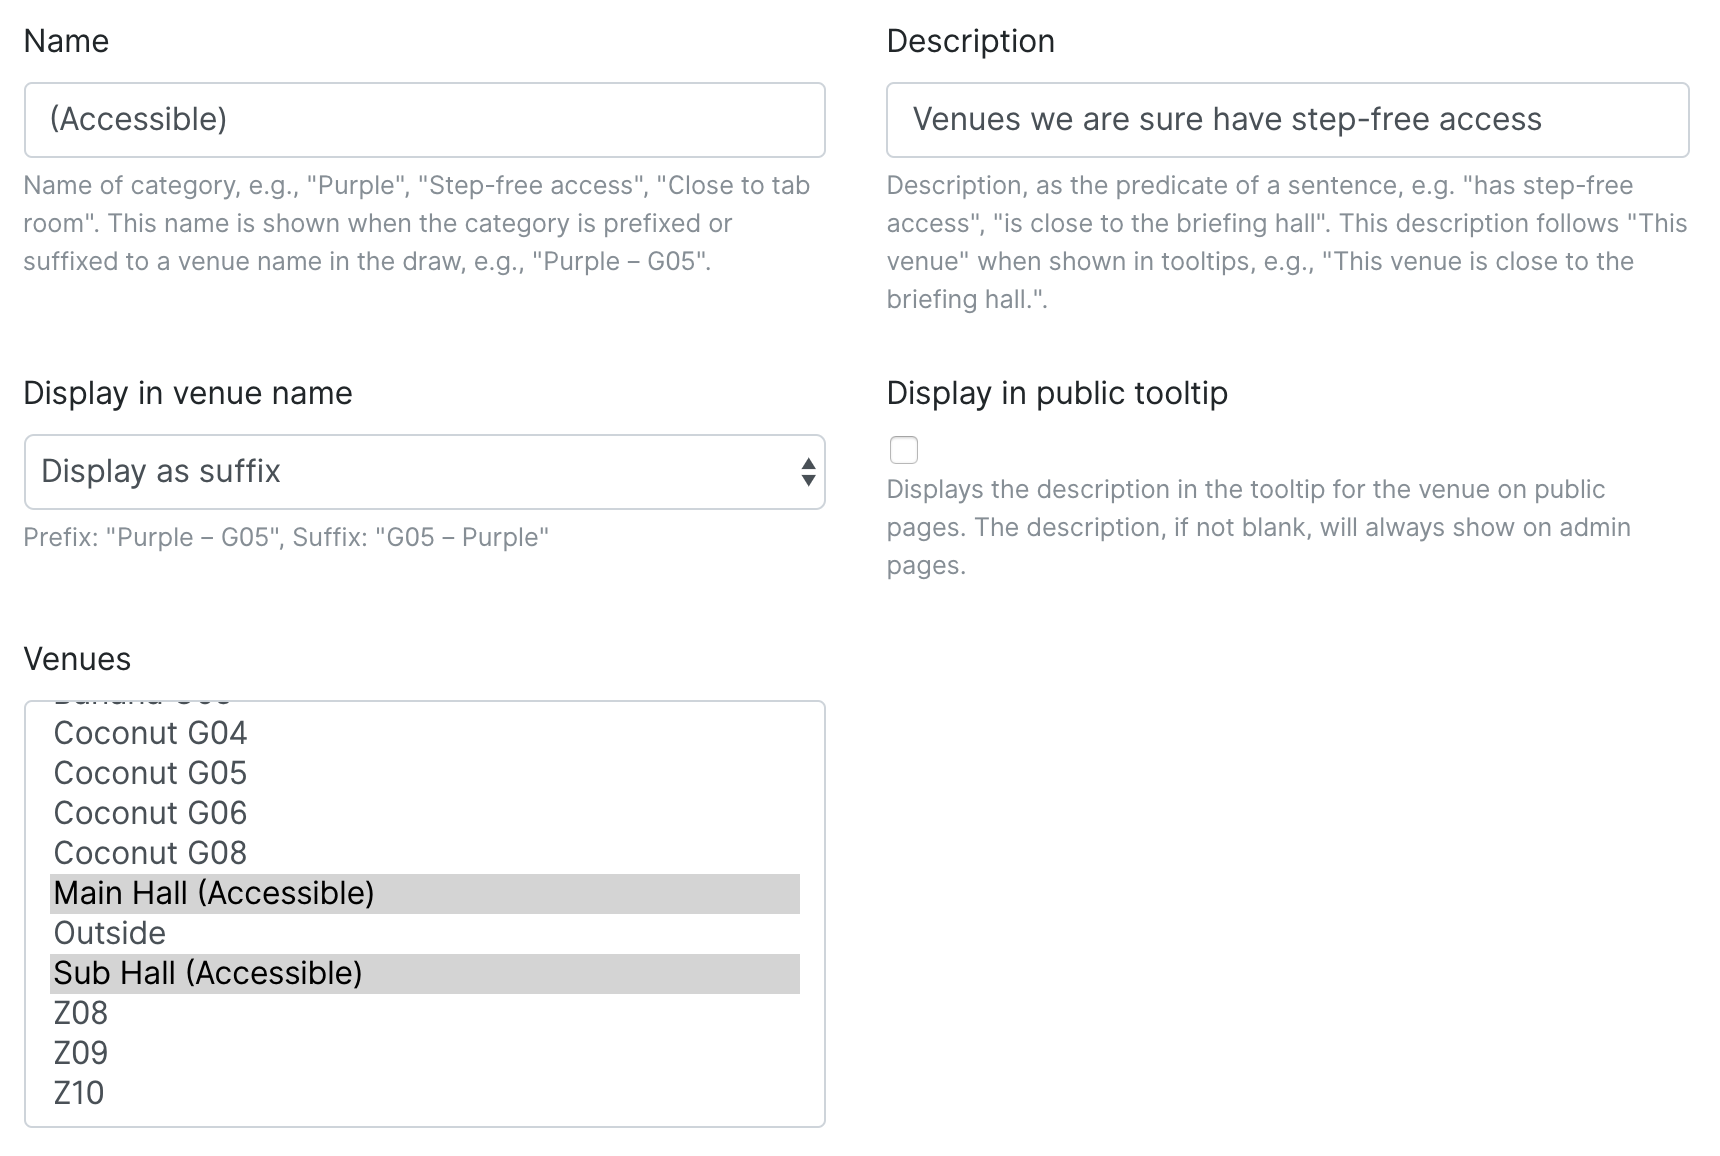 Name
(Accessible)
Name of category, e.g., "Purple", "Step-free access", "Close to tab
room". This name is shown when the category is prefixed or
suffixed to a venue name in the draw, e.g., "Purple – G05".
Description
Venues we are sure have step-free access
Description, as the predicate of a sentence, e.g. "has step-free
access", "is close to the briefing hall". This description follows "This
venue" when shown in tooltips, e.g., "This venue is close to the
briefing hall.".
Display in venue name
Display as suffix
Prefix: "Purple – G05", Suffix: "G05 – Purple"
Display in public tooltip
Displays the description in the tooltip for the venue on public
pages. The description, if not blank, will always show on admin
pages.
Venues
Coconut G04
Coconut G05
Coconut G06
Coconut G08
Main Hall (Accessible)
Outside
Sub Hall (Accessible)
Z08
Z09
Z10